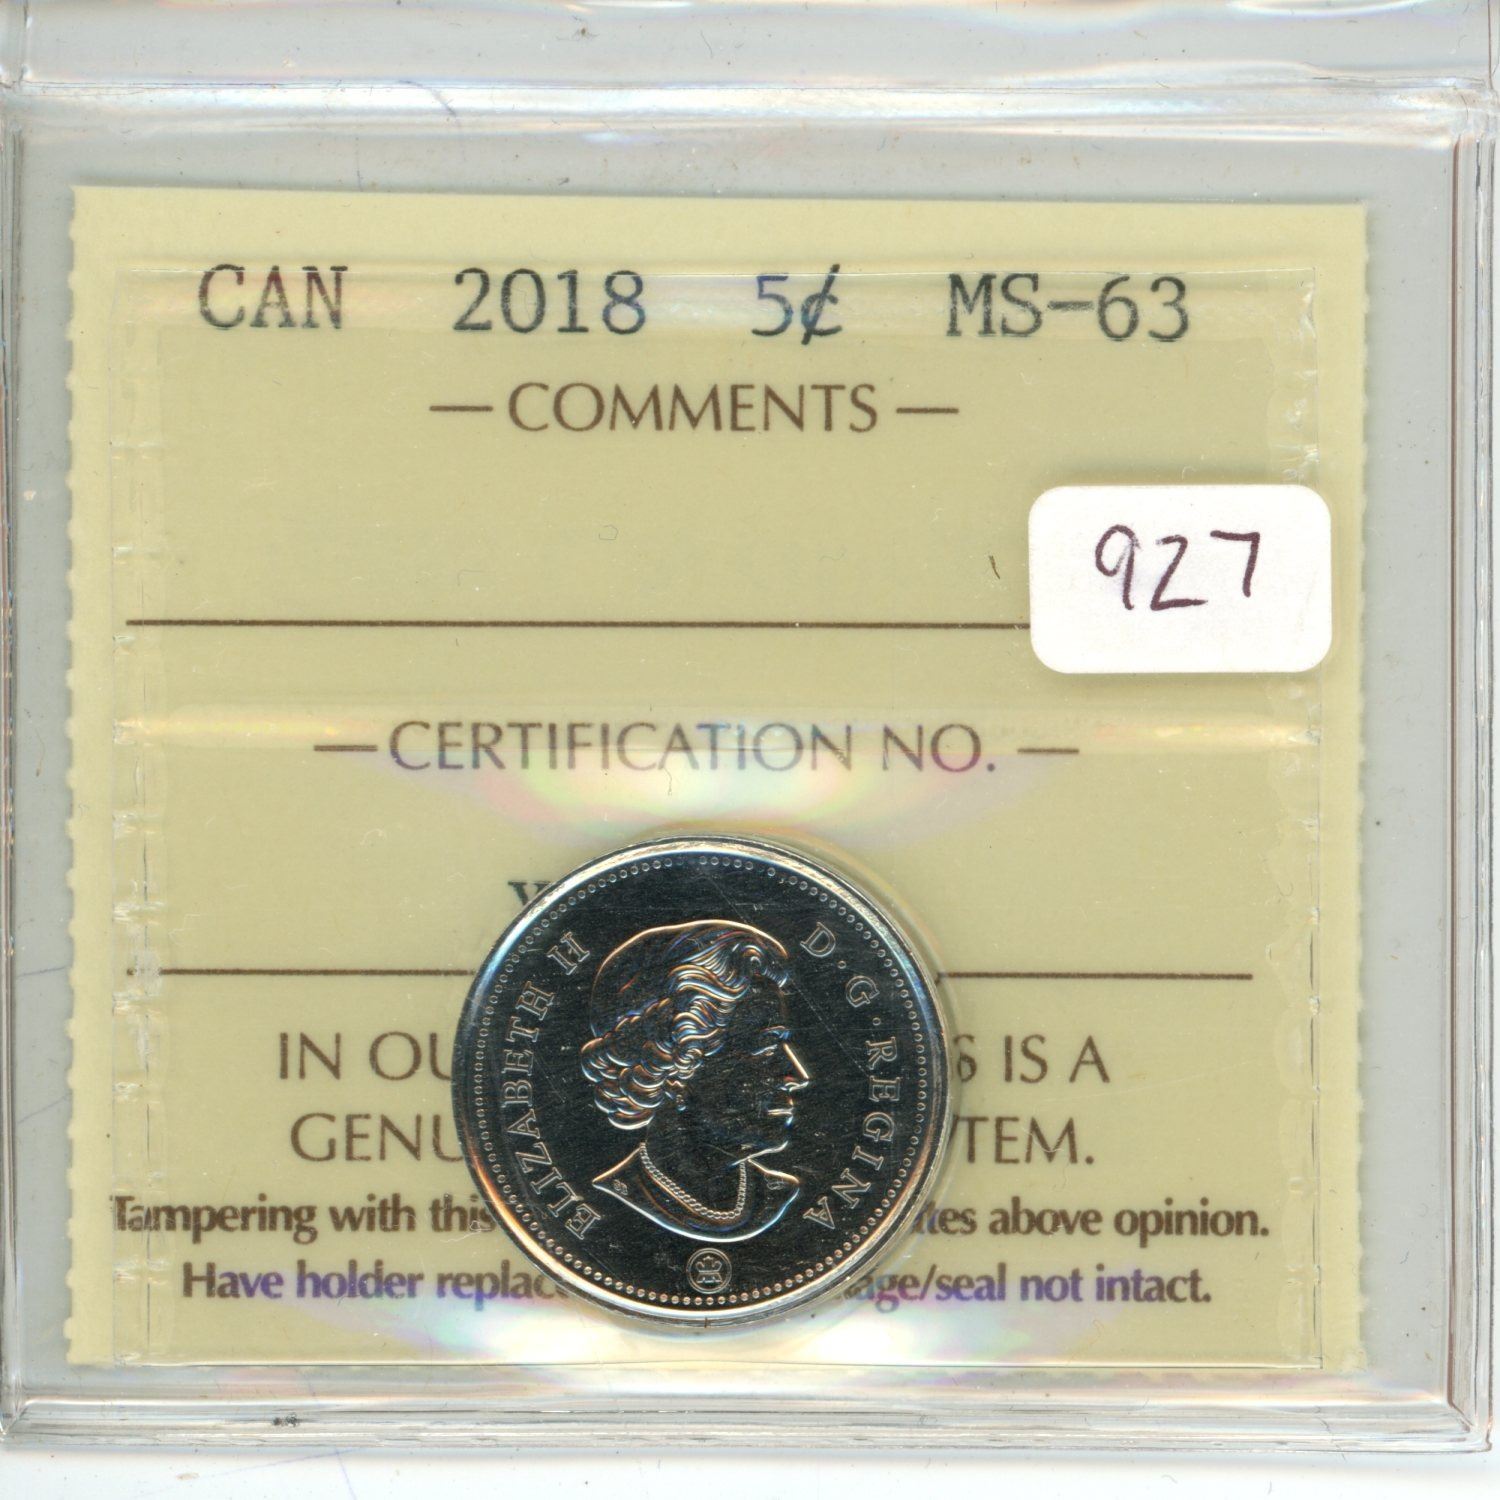 CAN 2018 5¢ MS-63
— COMMENTS —
927
— CERTIFICATION NO. —
IN OU S IS A
GENU TEM.
Tampering with this tes above opinion.
Have holder replac age/seal not intact.
ELIZABETH II D·G·REGINA